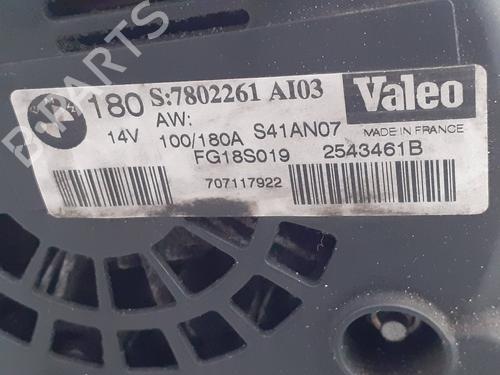 B-PARTS
180 S:7802261 AI03 Valeo
AW:
14V 100/180A S41AN07 MADE IN FRANCE
FG18S019 2543461B
707117922